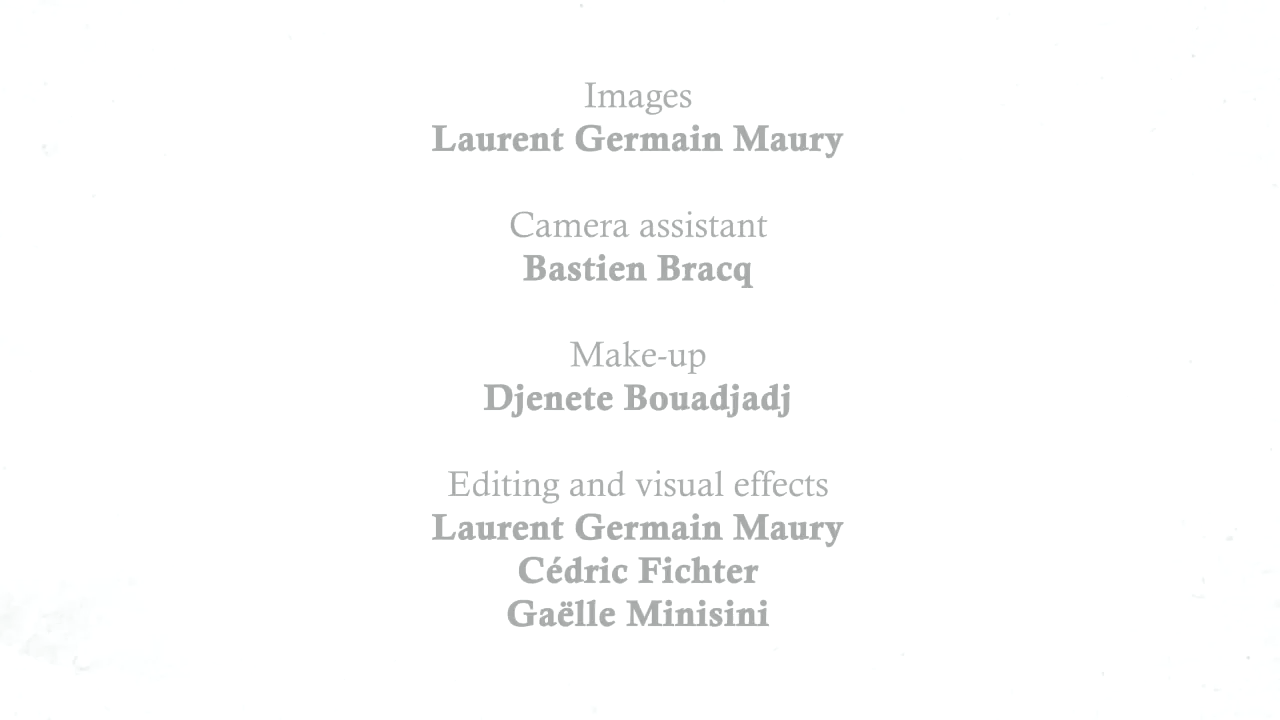 Images
Laurent Germain Maury
Camera assistant
Bastien Bracq
Make-up
Djenete Bouadjadj
Editing and visual effects
Laurent Germain Maury
Cédric Fichter
Gaëlle Minisini